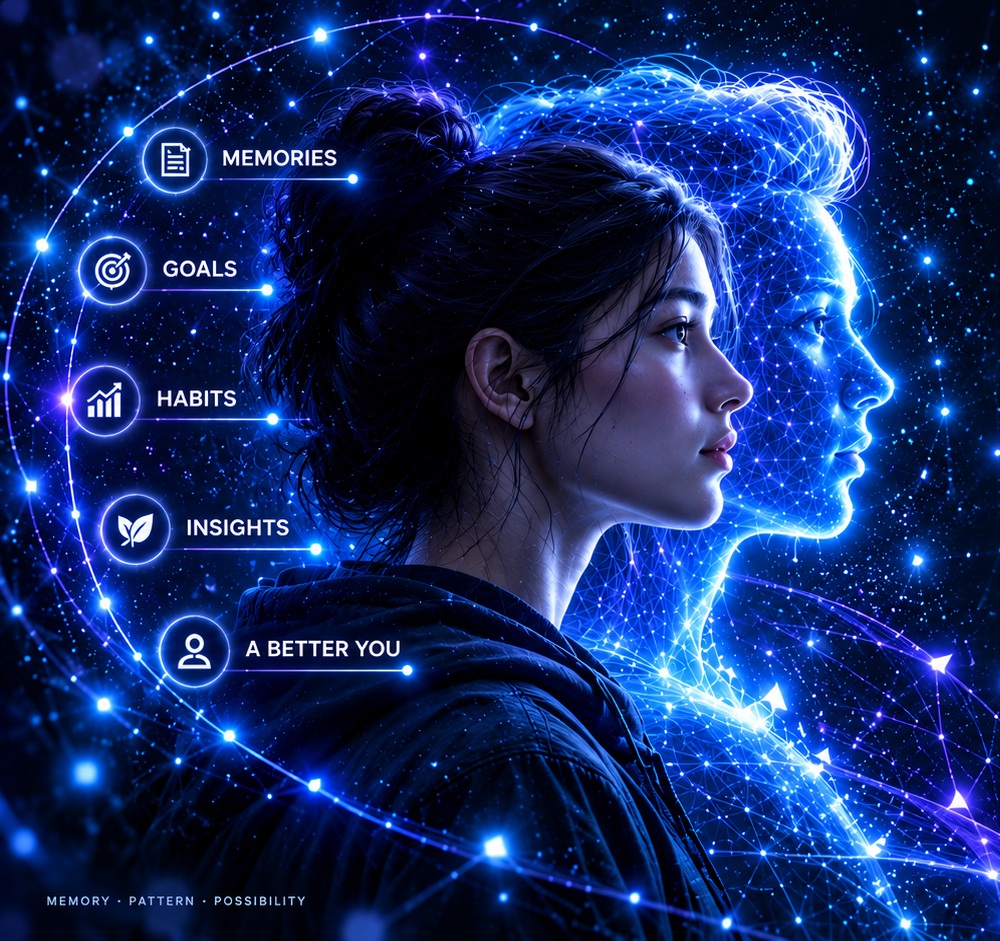 MEMORIES
GOALS
HABITS
INSIGHTS
A BETTER YOU
MEMORY · PATTERN · POSSIBILITY